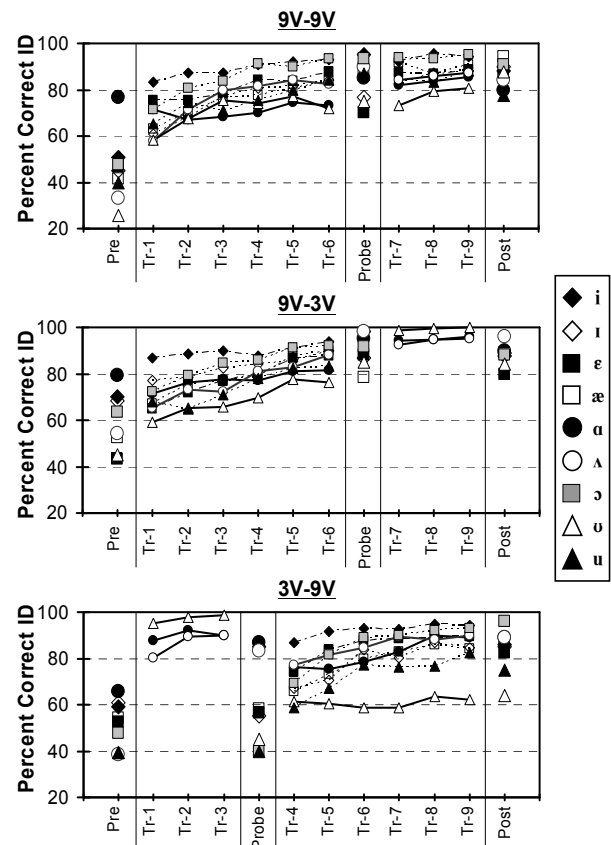 9V-9V
Percent Correct ID
100
80
60
40
20
Pre
Tr-1
Tr-2
Tr-3
Tr-4
Tr-5
Tr-6
Probe
Tr-7
Tr-8
Tr-9
Post
9V-3V
Percent Correct ID
100
80
60
40
20
Pre
Tr-1
Tr-2
Tr-3
Tr-4
Tr-5
Tr-6
Probe
Tr-7
Tr-8
Tr-9
Post
3V-9V
Percent Correct ID
100
80
60
40
20
Pre
Tr-1
Tr-2
Tr-3
Probe
Tr-4
Tr-5
Tr-6
Tr-7
Tr-8
Tr-9
Post
i
ɪ
ɛ
æ
ɑ
ʌ
ɔ
ʊ
u